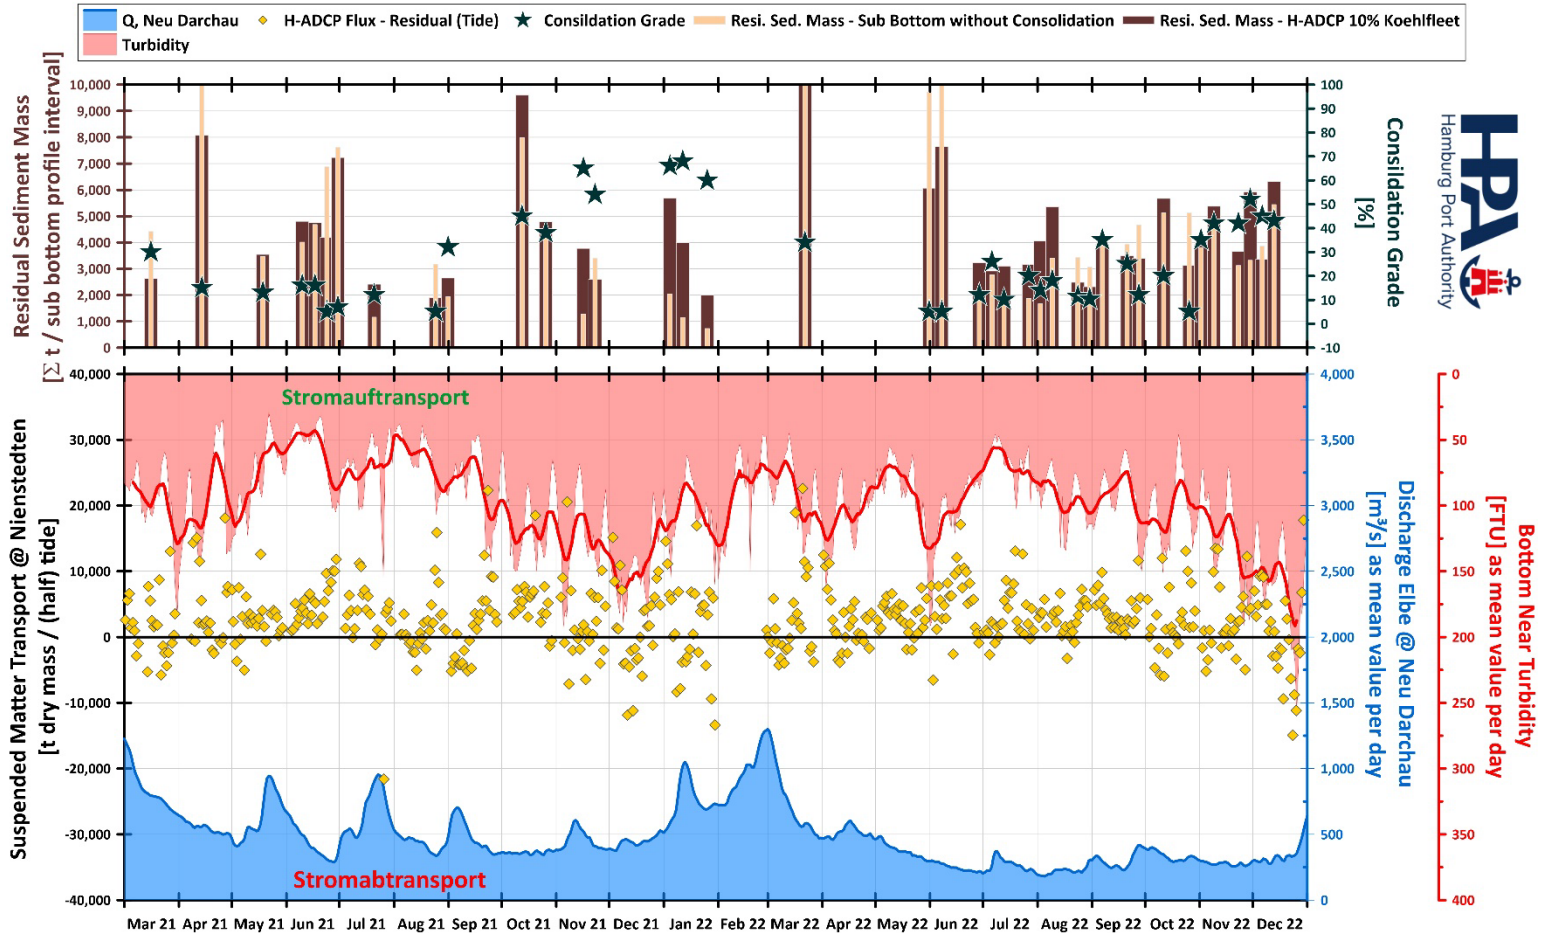 Q, Neu Darchau
H-ADCP Flux - Residual (Tide)
Consildation Grade
Resi. Sed. Mass - Sub Bottom without Consolidation
Resi. Sed. Mass - H-ADCP 10% Koehlfleet
Turbidity
Residual Sediment Mass
[Σ t / sub bottom profile interval]
10,000
9,000
8,000
7,000
6,000
5,000
4,000
3,000
2,000
1,000
0
100
90
80
70
60
50
40
30
20
10
0
-10
Consildation Grade
[%]
HPA
Hamburg Port Authority
Suspended Matter Transport @ Nienstedten
[t dry mass / (half) tide]
40,000
30,000
20,000
10,000
0
-10,000
-20,000
-30,000
-40,000
Stromauftransport
Stromabtransport
4,000
3,500
3,000
2,500
2,000
1,500
1,000
500
0
Discharge Elbe @ Neu Darchau
[m³/s] as mean value per day
0
50
100
150
200
250
300
350
400
Bottom Near Turbidity
[FTU] as mean value per day
Mar 21 Apr 21 May 21 Jun 21 Jul 21 Aug 21 Sep 21 Oct 21 Nov 21 Dec 21 Jan 22 Feb 22 Mar 22 Apr 22 May 22 Jun 22 Jul 22 Aug 22 Sep 22 Oct 22 Nov 22 Dec 22